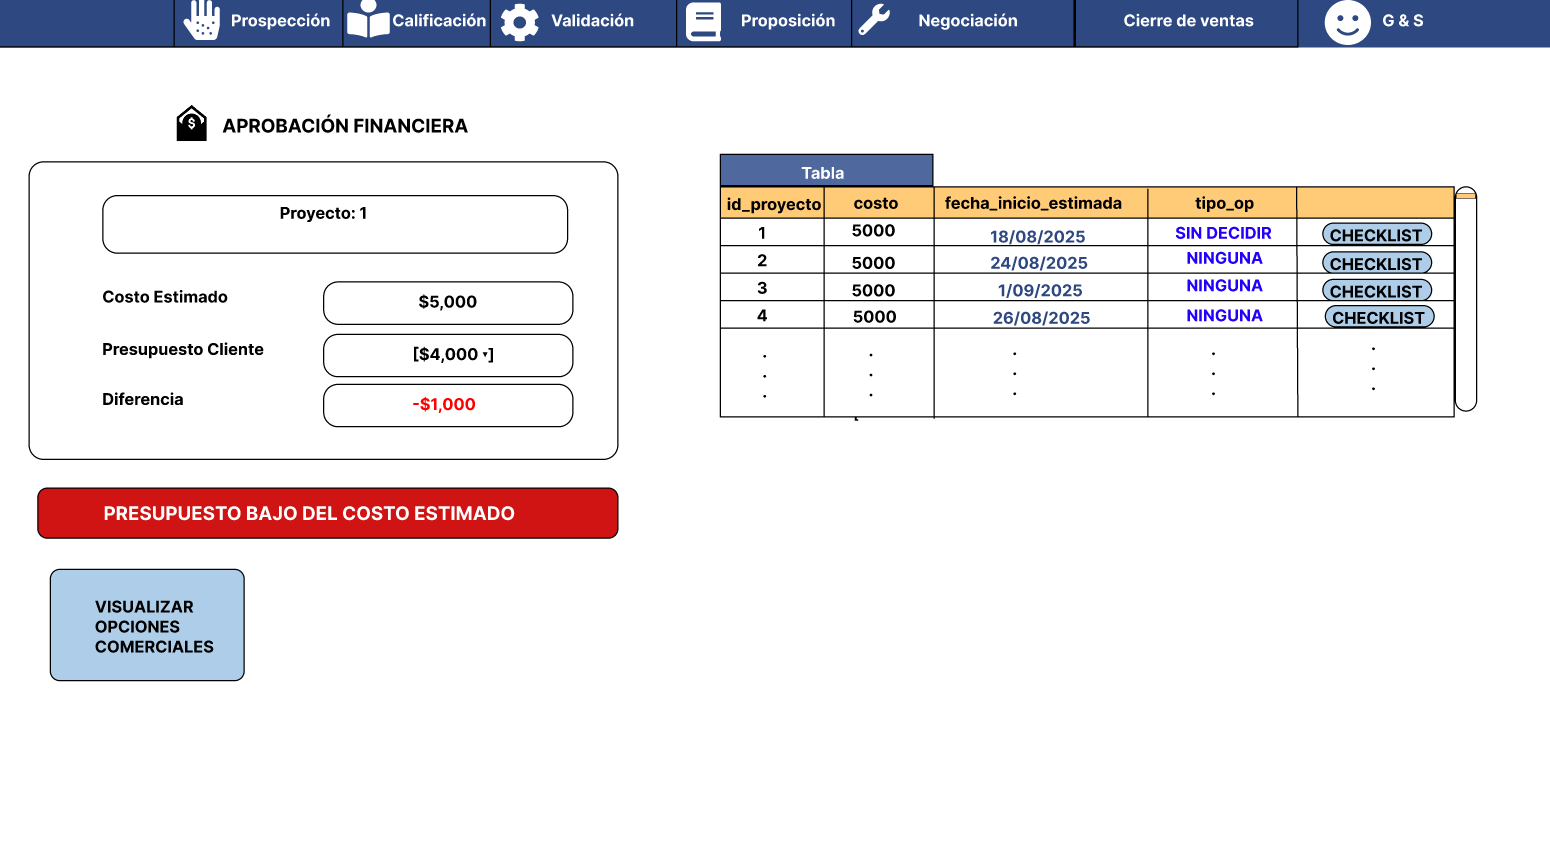 Prospección
Calificación
Validación
Proposición
Negociación
Cierre de ventas
G & S
$
APROBACIÓN FINANCIERA
Proyecto: 1
Costo Estimado
$5,000
Presupuesto Cliente
[$4,000 ▾]
Diferencia
-$1,000
PRESUPUESTO BAJO DEL COSTO ESTIMADO
VISUALIZAR
OPCIONES
COMERCIALES
Tabla
id_proyecto costo fecha_inicio_estimada tipo_op
1 5000 18/08/2025 SIN DECIDIR CHECKLIST
2 5000 24/08/2025 NINGUNA CHECKLIST
3 5000 1/09/2025 NINGUNA CHECKLIST
4 5000 26/08/2025 NINGUNA CHECKLIST
. . . . .
. . . . .
. . . . .